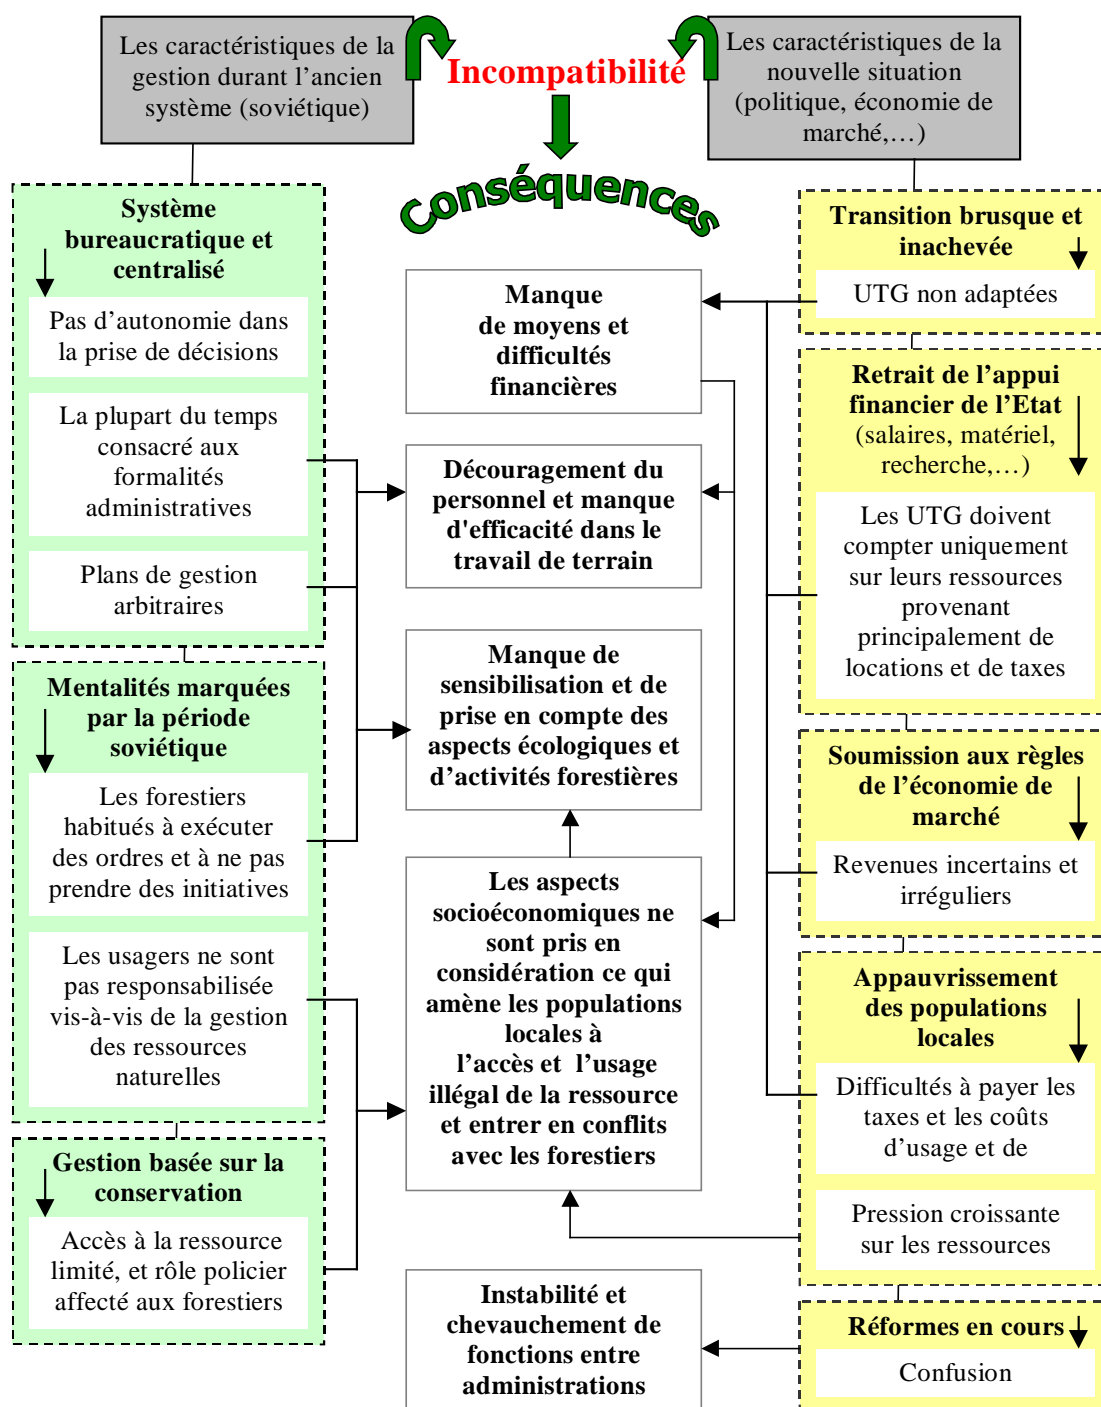 Les caractéristiques de la
gestion durant l'ancien
système (soviétique)
Incompatibilité
Les caractéristiques de la
nouvelle situation
(politique, économie de
marché,…)
Conséquences
Système
bureaucratique et
centralisé
Pas d'autonomie dans
la prise de décisions
La plupart du temps
consacré aux
formalités
administratives
Plans de gestion
arbitraires
Mentalités marquées
par la période
soviétique
Les forestiers
habitués à exécuter
des ordres et à ne pas
prendre des initiatives
Les usagers ne sont
pas responsabilisée
vis-à-vis de la gestion
des ressources
naturelles
Gestion basée sur la
conservation
Accès à la ressource
limité, et rôle policier
affecté aux forestiers
Manque
de moyens et
difficultés
financières
Découragement du
personnel et manque
d'efficacité dans le
travail de terrain
Manque de
sensibilisation et de
prise en compte des
aspects écologiques et
d'activités forestières
Les aspects
socioéconomiques ne
sont pris en
considération ce qui
amène les populations
locales à
l'accès et l'usage
illégal de la ressource
et entrer en conflits
avec les forestiers
Instabilité et
chevauchement de
fonctions entre
administrations
Transition brusque et
inachevée
UTG non adaptées
Retrait de l'appui
financier de l'Etat
(salaires, matériel,
recherche,…)
Les UTG doivent
compter uniquement
sur leurs ressources
provenant
principalement de
locations et de taxes
Soumission aux règles
de l'économie de
marché
Revenues incertains et
irréguliers
Appauvrissement
des populations
locales
Difficultés à payer les
taxes et les coûts
d'usage et de
Pression croissante
sur les ressources
Réformes en cours
Confusion